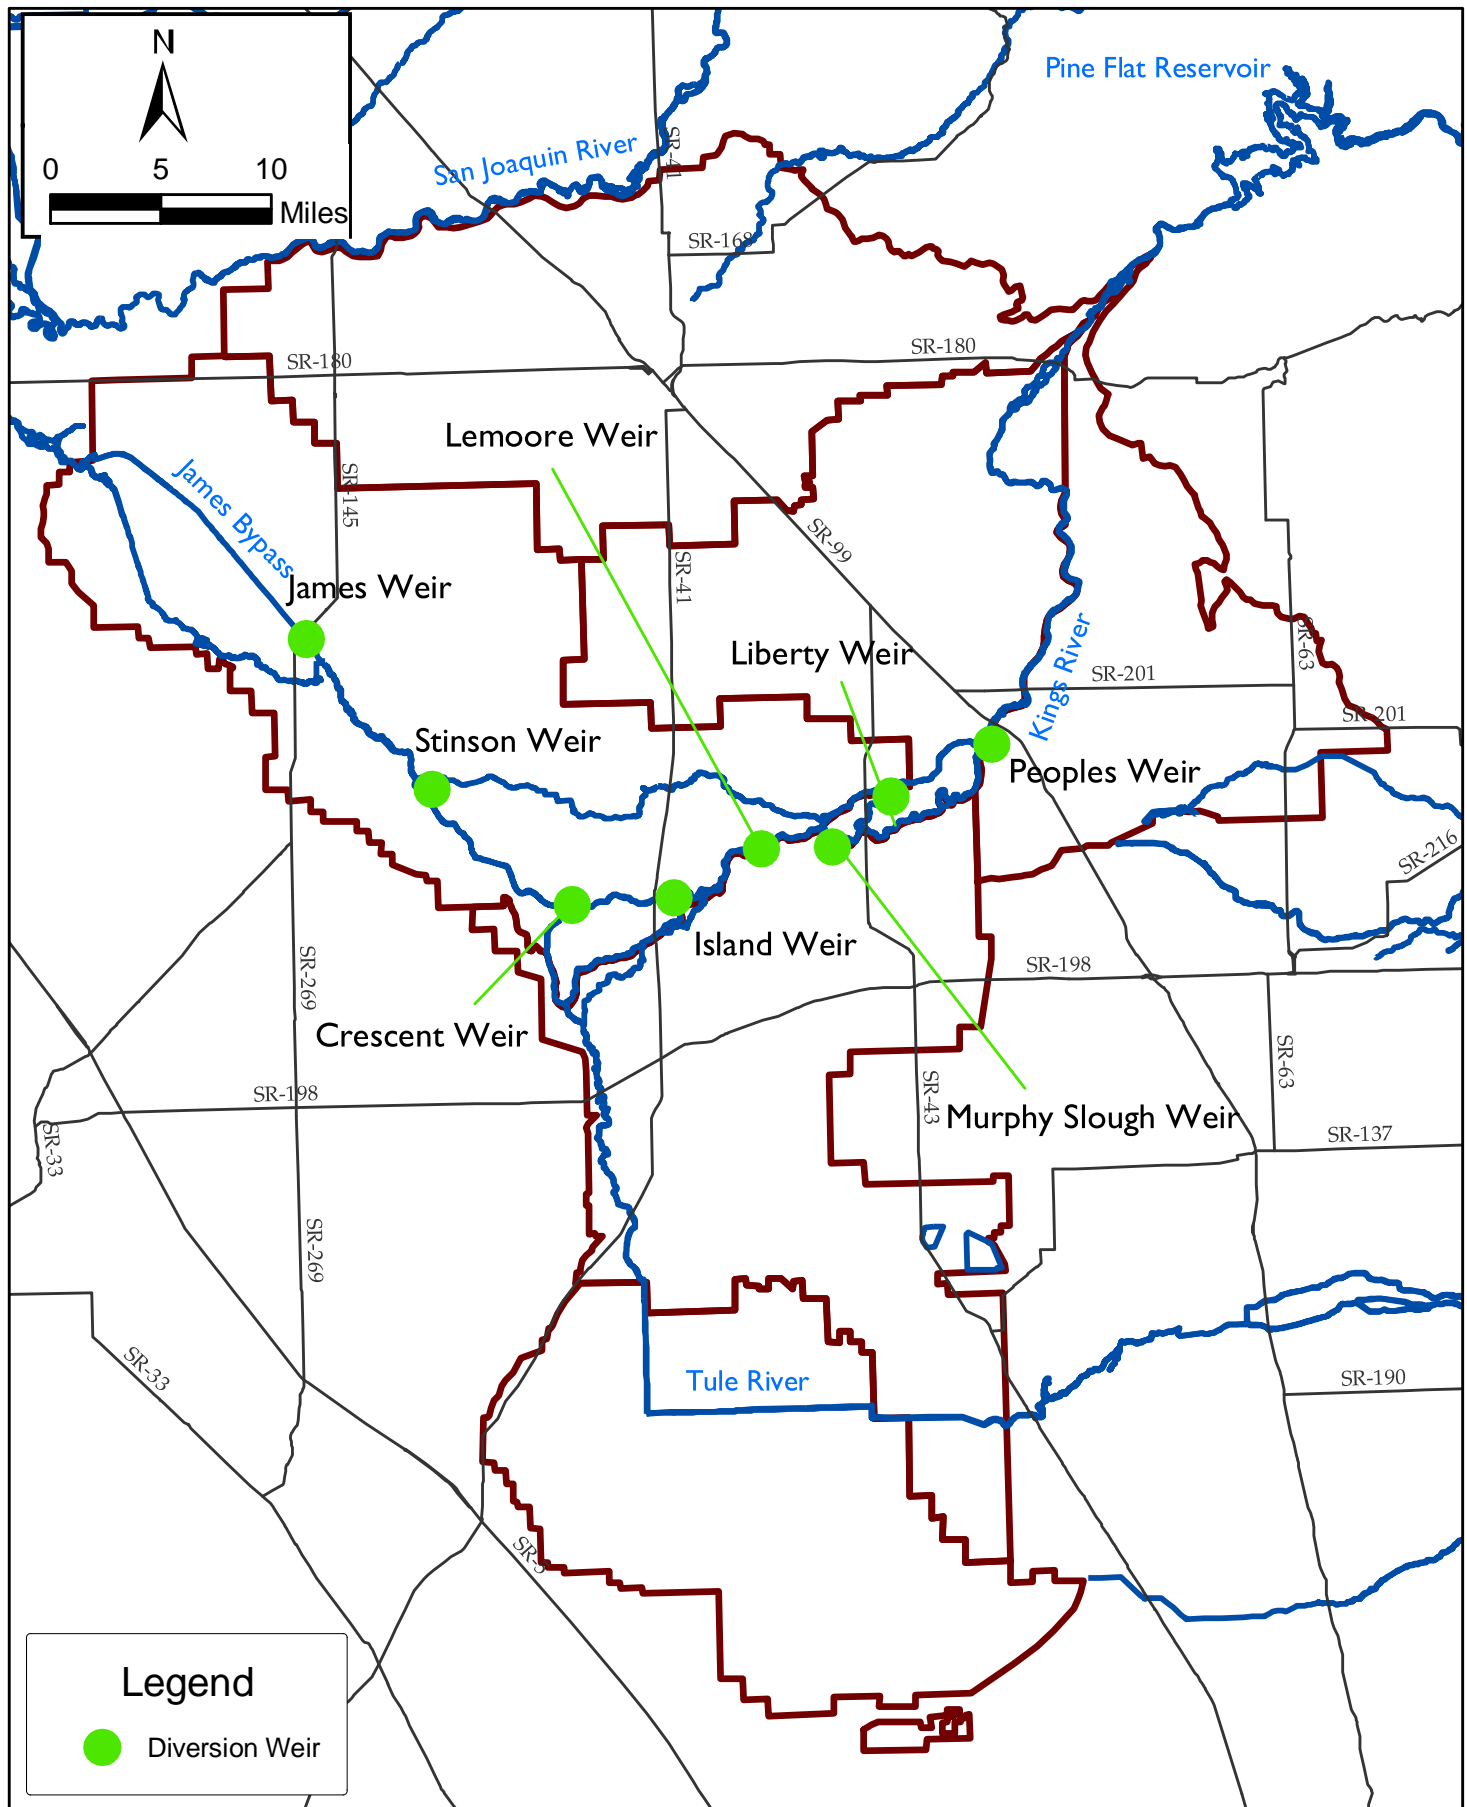 N
0 5 10
Miles
Pine Flat Reservoir
San Joaquin River
SR-41
SR-168
SR-180
SR-180
Lemoore Weir
James Bypass
SR-145
SR-99
SR-41
James Weir
Liberty Weir
Kings River
SR-63
SR-201
SR-201
Stinson Weir
Peoples Weir
SR-216
Island Weir
SR-269
SR-198
Crescent Weir
SR-198
SR-43
SR-63
Murphy Slough Weir
SR-137
SR-33
SR-269
SR-33
Tule River
SR-190
SR-5
Legend
Diversion Weir